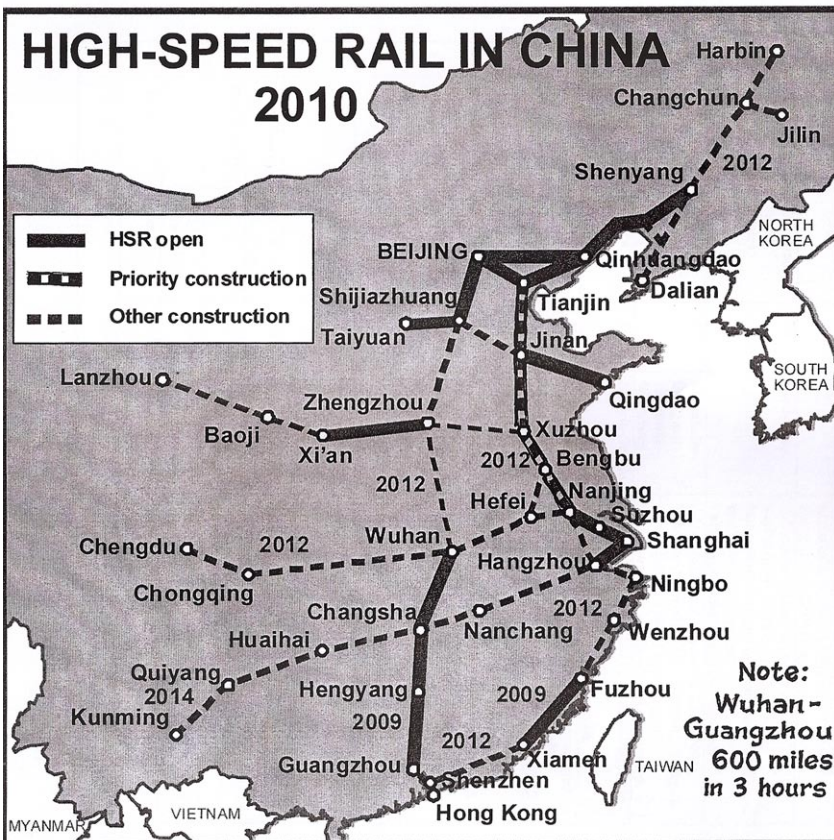 HIGH-SPEED RAIL IN CHINA
2010
Harbin
Changchun
Jilin
2012
Shenyang
HSR open
Priority construction
Other construction
NORTH
KOREA
BEIJING
Qinhuangdao
Dalian
Tianjin
Shijiazhuang
Taiyuan
Jinan
SOUTH
KOREA
Lanzhou
Qingdao
Zhengzhou
Baoji
Xi'an
Xuzhou
2012
Bengbu
2012
Nanjing
Hefei
Suzhou
Wuhan
Shanghai
Chengdu
2012
Hangzhou
Chongqing
Ningbo
Changsha
2012
Nanchang
Wenzhou
Huaihai
Quiyang
2014
Hengyang
2009
Fuzhou
Kunming
2009
2012
Xiamen
Guangzhou
Shenzhen
Hong Kong
TAIWAN
MYANMAR
VIETNAM
Note:
Wuhan-
Guangzhou
600 miles
in 3 hours